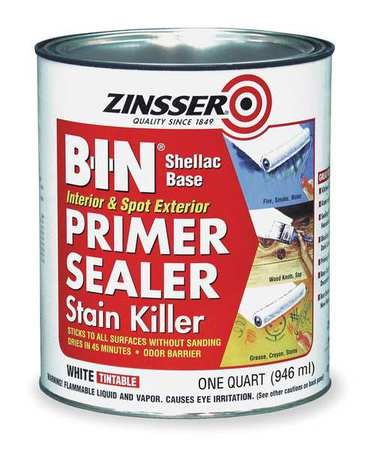 ZINSSER
QUALITY SINCE 1849
B·I·N®
Shellac
Base
Interior & Spot Exterior
PRIMER
SEALER
Stain Killer
STICKS TO ALL SURFACES WITHOUT SANDING
DRIES IN 45 MINUTES • ODOR BARRIER
Fire, Smoke, Water
Wood Knots, Sap
Grease, Crayon, Stains
WHITE TINTABLE
ONE QUART (946 ml)
WARNING! FLAMMABLE LIQUID AND VAPOR. CAUSES EYE IRRITATION. (See other cautions on back panel)